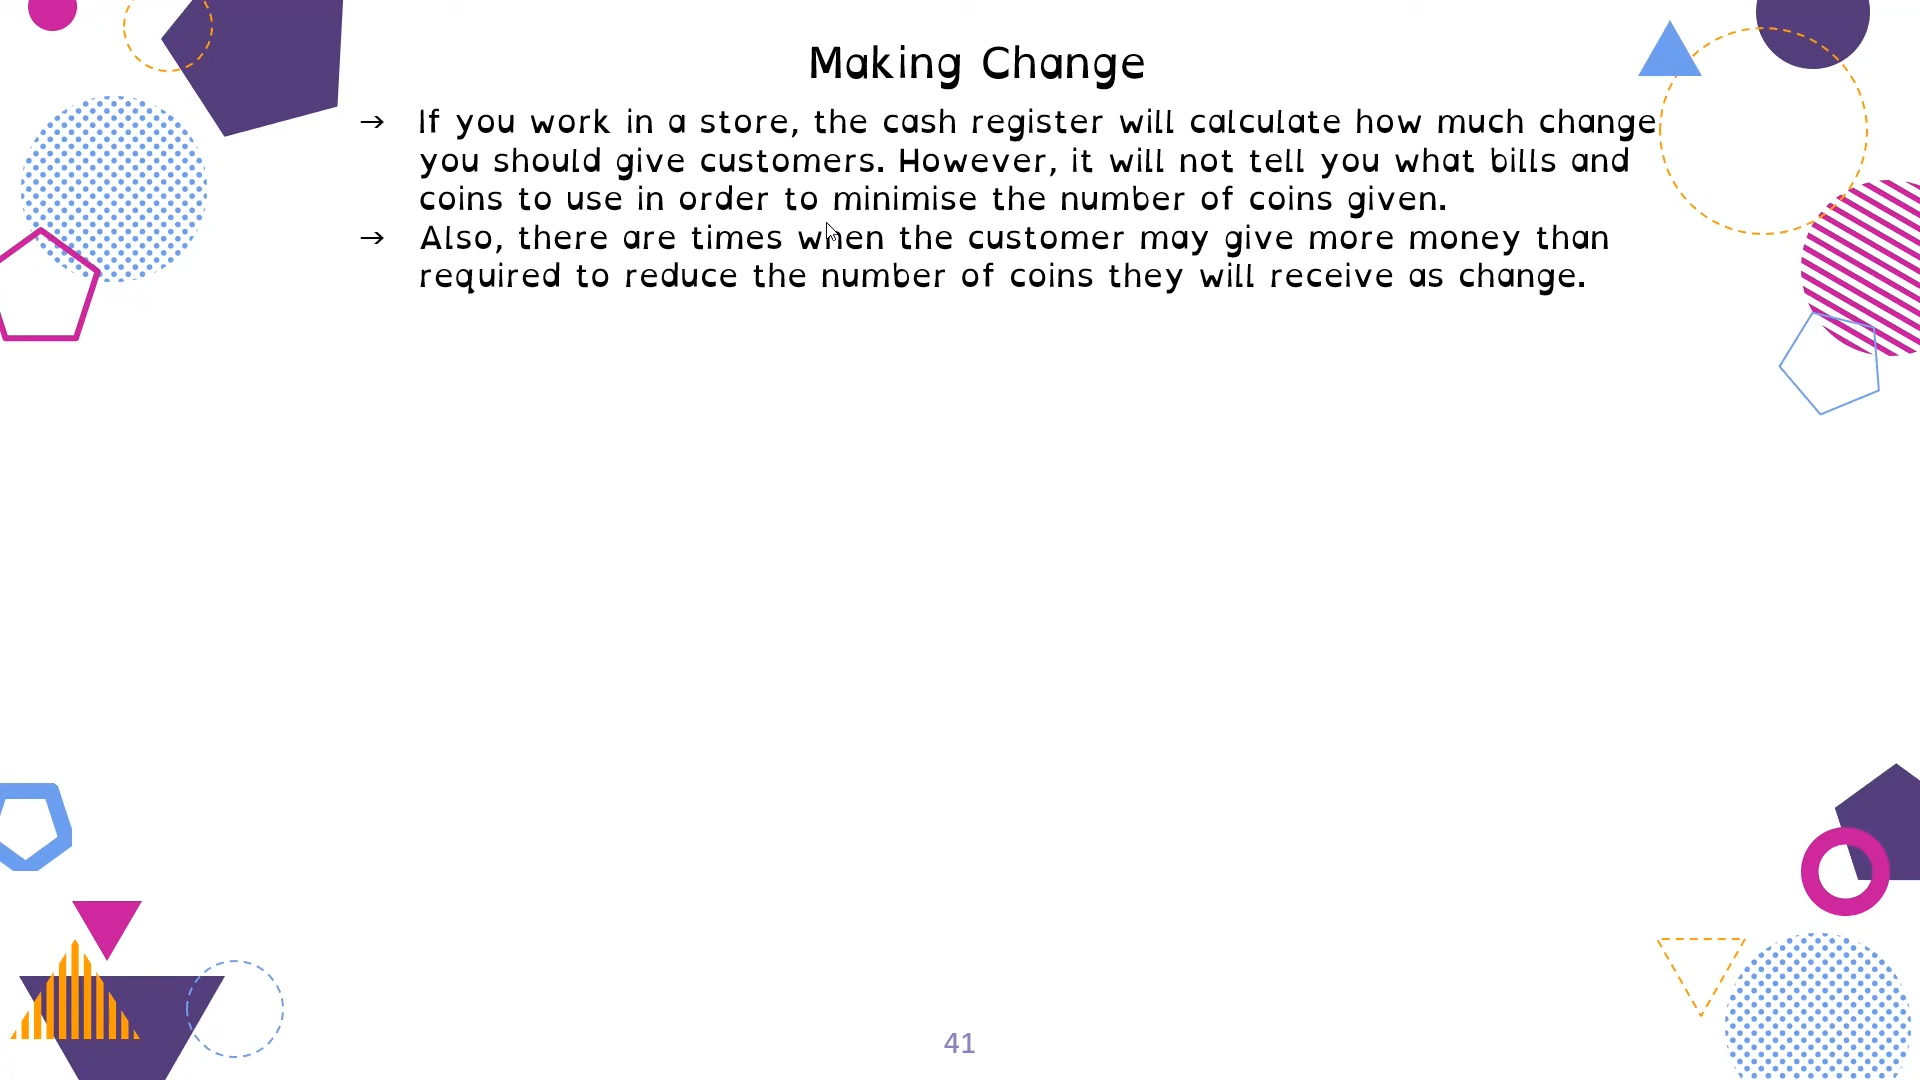 Making Change
→ If you work in a store, the cash register will calculate how much change
you should give customers. However, it will not tell you what bills and
coins to use in order to minimise the number of coins given.
→ Also, there are times when the customer may give more money than
required to reduce the number of coins they will receive as change.
41